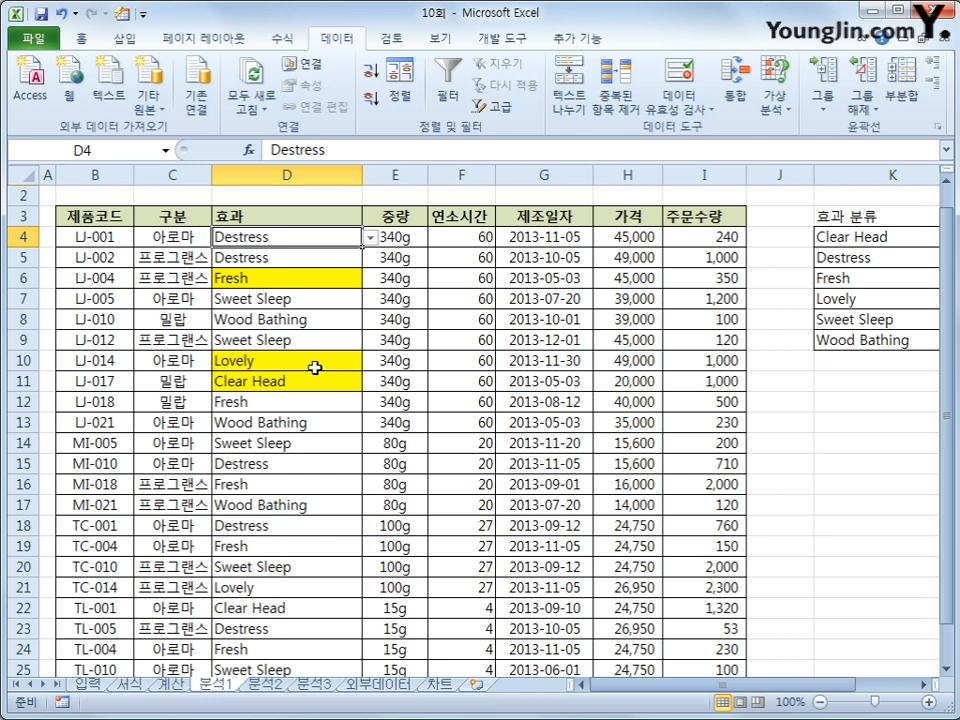 10회 - Microsoft Excel
YoungJin.com Y.
파일 홈 삽입 페이지 레이아웃 수식 데이터 검토 보기 개발 도구 추가 기능
Access 웹 텍스트 기타 원본 기존 연결 모두 새로 고침 연결 속성 연결 편집 정렬 필터 지우기 다시 적용 고급 텍스트 나누기 중복된 항목 제거 데이터 유효성 검사 통합 가상 분석 그룹 그룹 해제 부분합
외부 데이터 가져오기 연결 정렬 및 필터 데이터 도구 윤곽선
D4 fx Destress
A B C D E F G H I J K
2
3 제품코드 구분 효과 중량 연소시간 제조일자 가격 주문수량 효과 분류
4 LJ-001 아로마 Destress 340g 60 2013-11-05 45,000 240 Clear Head
5 LJ-002 프로그랜스 Destress 340g 60 2013-10-05 49,000 1,000 Destress
6 LJ-004 프로그랜스 Fresh 340g 60 2013-05-03 45,000 350 Fresh
7 LJ-005 아로마 Sweet Sleep 340g 60 2013-07-20 39,000 1,200 Lovely
8 LJ-010 밀랍 Wood Bathing 340g 60 2013-10-01 39,000 100 Sweet Sleep
9 LJ-012 프로그랜스 Sweet Sleep 340g 60 2013-12-01 45,000 120 Wood Bathing
10 LJ-014 아로마 Lovely 340g 60 2013-11-30 49,000 1,000
11 LJ-017 밀랍 Clear Head 340g 60 2013-05-03 20,000 1,000
12 LJ-018 밀랍 Fresh 340g 60 2013-08-12 40,000 500
13 LJ-021 아로마 Wood Bathing 340g 60 2013-05-03 35,000 230
14 MI-005 아로마 Sweet Sleep 80g 20 2013-11-20 15,600 200
15 MI-010 아로마 Destress 80g 20 2013-11-05 15,600 710
16 MI-018 프로그랜스 Fresh 80g 20 2013-09-01 16,000 2,000
17 MI-021 프로그랜스 Wood Bathing 80g 20 2013-07-20 14,000 120
18 TC-001 아로마 Destress 100g 27 2013-09-12 24,750 760
19 TC-004 아로마 Fresh 100g 27 2013-11-05 24,750 150
20 TC-010 프로그랜스 Sweet Sleep 100g 27 2013-09-12 24,750 2,000
21 TC-014 프로그랜스 Lovely 100g 27 2013-11-05 26,950 2,300
22 TL-001 아로마 Clear Head 15g 4 2013-09-10 24,750 1,320
23 TL-005 프로그랜스 Destress 15g 4 2013-10-05 26,950 53
24 TL-004 아로마 Fresh 15g 4 2013-11-05 24,750 230
25 TL-010 아로마 Sweet Sleep 15g 4 2013-06-01 24,750 100
입력 서식 계산 분석1 분석2 분석3 외부데이터 차트
준비 100%